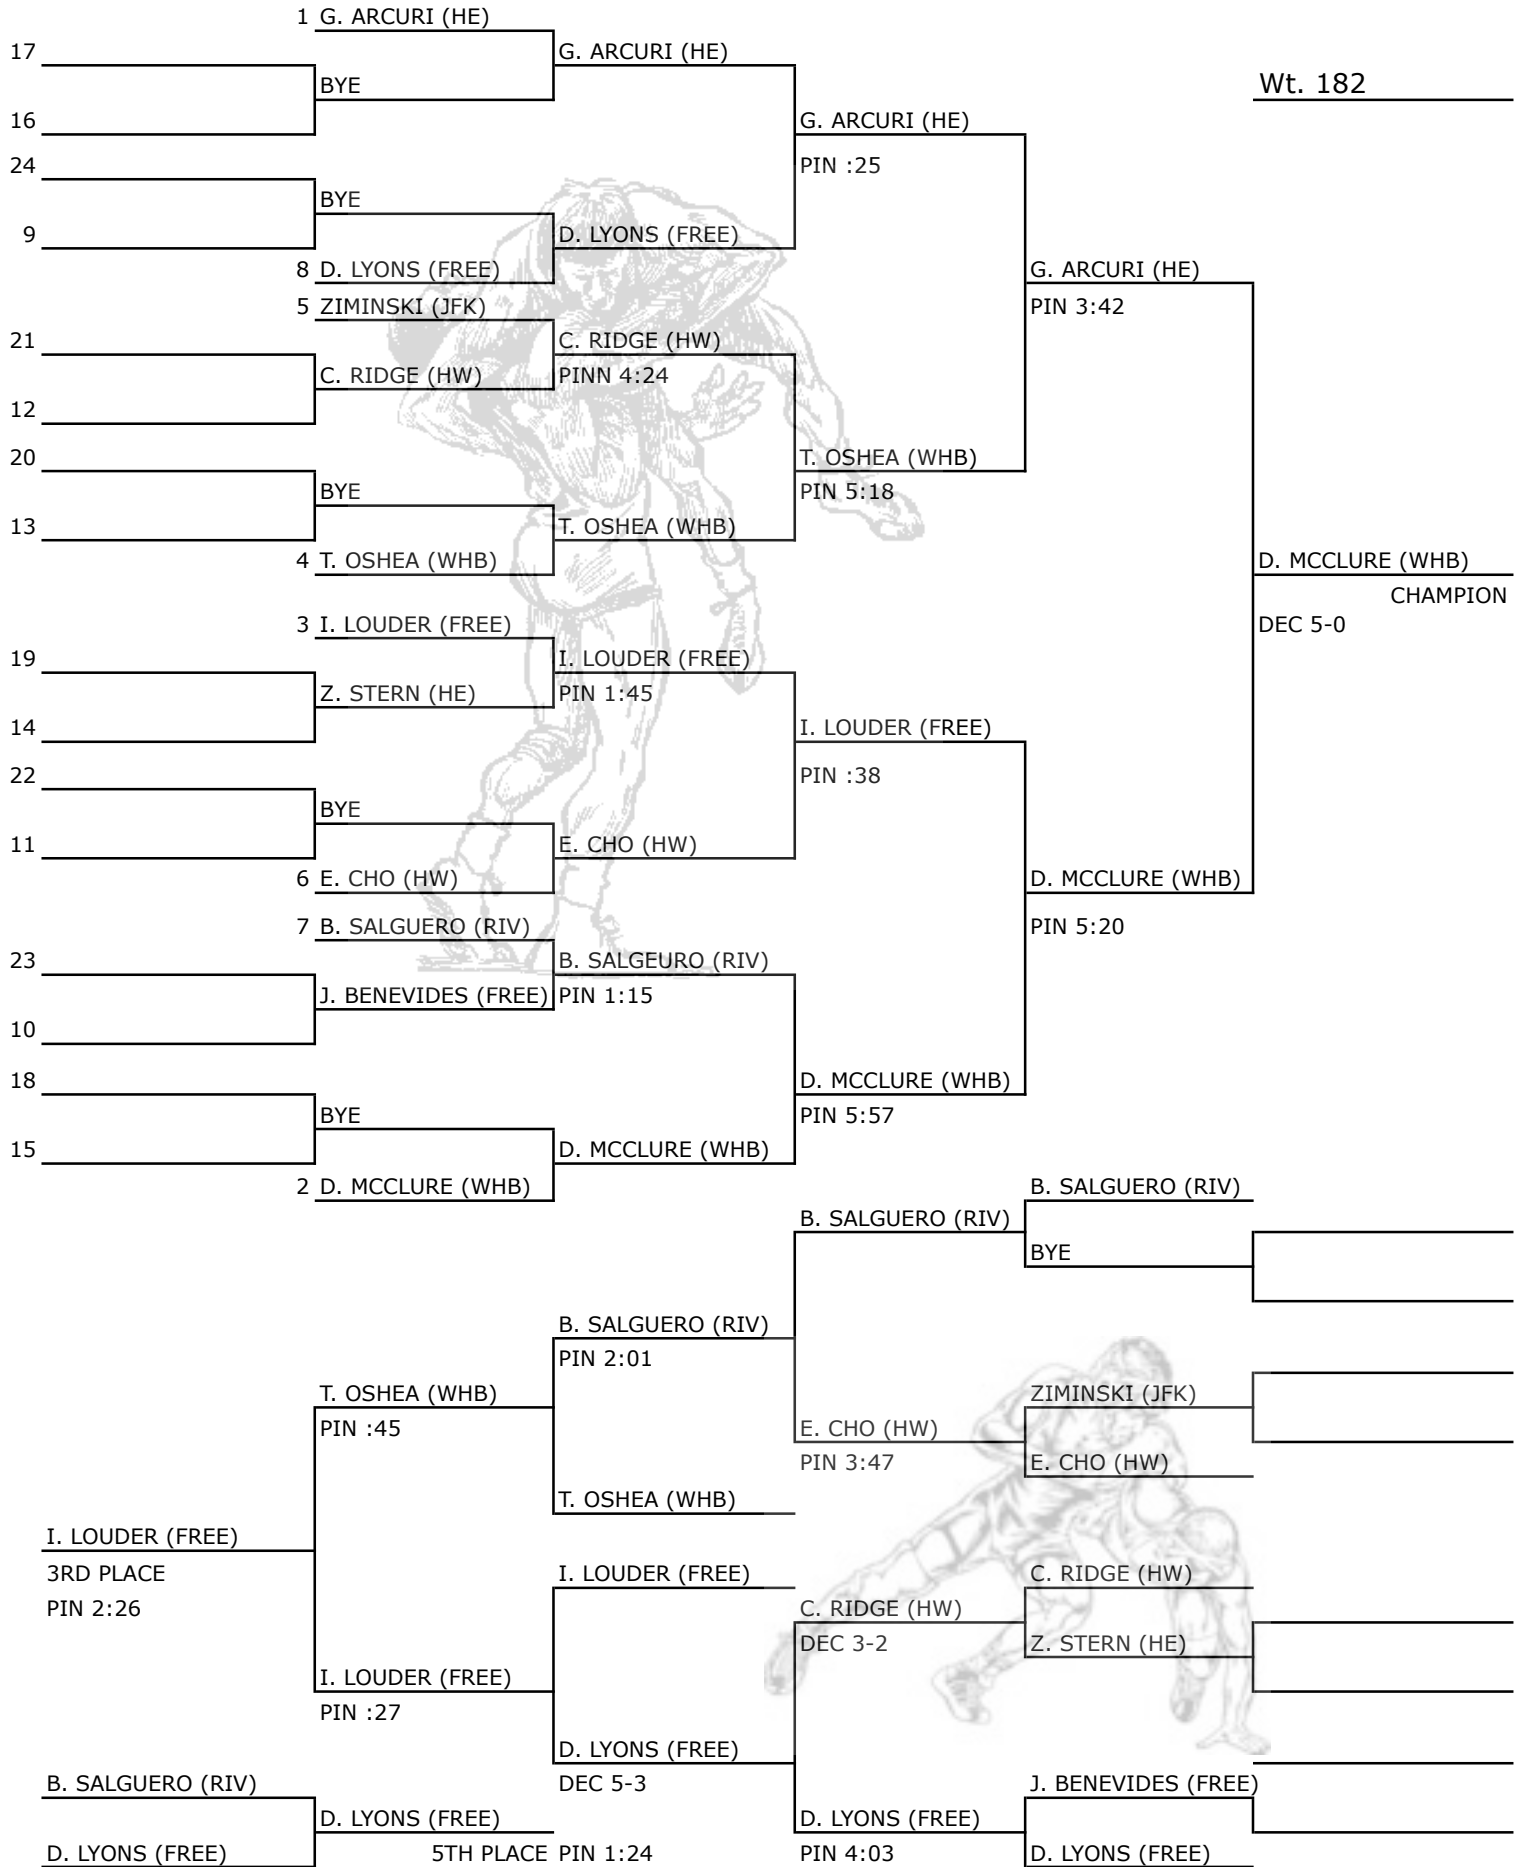 1 G. ARCURI (HE)
17
G. ARCURI (HE)
BYE
Wt. 182
16
G. ARCURI (HE)
24
PIN :25
BYE
9
D. LYONS (FREE)
8 D. LYONS (FREE)
G. ARCURI (HE)
5 ZIMINSKI (JFK)
PIN 3:42
21
C. RIDGE (HW)
C. RIDGE (HW)
PINN 4:24
12
20
T. OSHEA (WHB)
BYE
PIN 5:18
13
T. OSHEA (WHB)
4 T. OSHEA (WHB)
D. MCCLURE (WHB)
CHAMPION
3 I. LOUDER (FREE)
DEC 5-0
19
I. LOUDER (FREE)
Z. STERN (HE)
PIN 1:45
14
I. LOUDER (FREE)
22
PIN :38
BYE
11
E. CHO (HW)
6 E. CHO (HW)
D. MCCLURE (WHB)
7 B. SALGUERO (RIV)
PIN 5:20
23
B. SALGEURO (RIV)
J. BENEVIDES (FREE)
PIN 1:15
10
18
D. MCCLURE (WHB)
BYE
PIN 5:57
15
D. MCCLURE (WHB)
2 D. MCCLURE (WHB)
B. SALGUERO (RIV)
B. SALGUERO (RIV)
BYE
B. SALGUERO (RIV)
PIN 2:01
T. OSHEA (WHB)
ZIMINSKI (JFK)
PIN :45
E. CHO (HW)
PIN 3:47
E. CHO (HW)
T. OSHEA (WHB)
I. LOUDER (FREE)
3RD PLACE
I. LOUDER (FREE)
C. RIDGE (HW)
PIN 2:26
C. RIDGE (HW)
DEC 3-2
Z. STERN (HE)
I. LOUDER (FREE)
PIN :27
D. LYONS (FREE)
B. SALGUERO (RIV)
DEC 5-3
J. BENEVIDES (FREE)
D. LYONS (FREE)
D. LYONS (FREE)
D. LYONS (FREE)
5TH PLACE
PIN 1:24
PIN 4:03
D. LYONS (FREE)